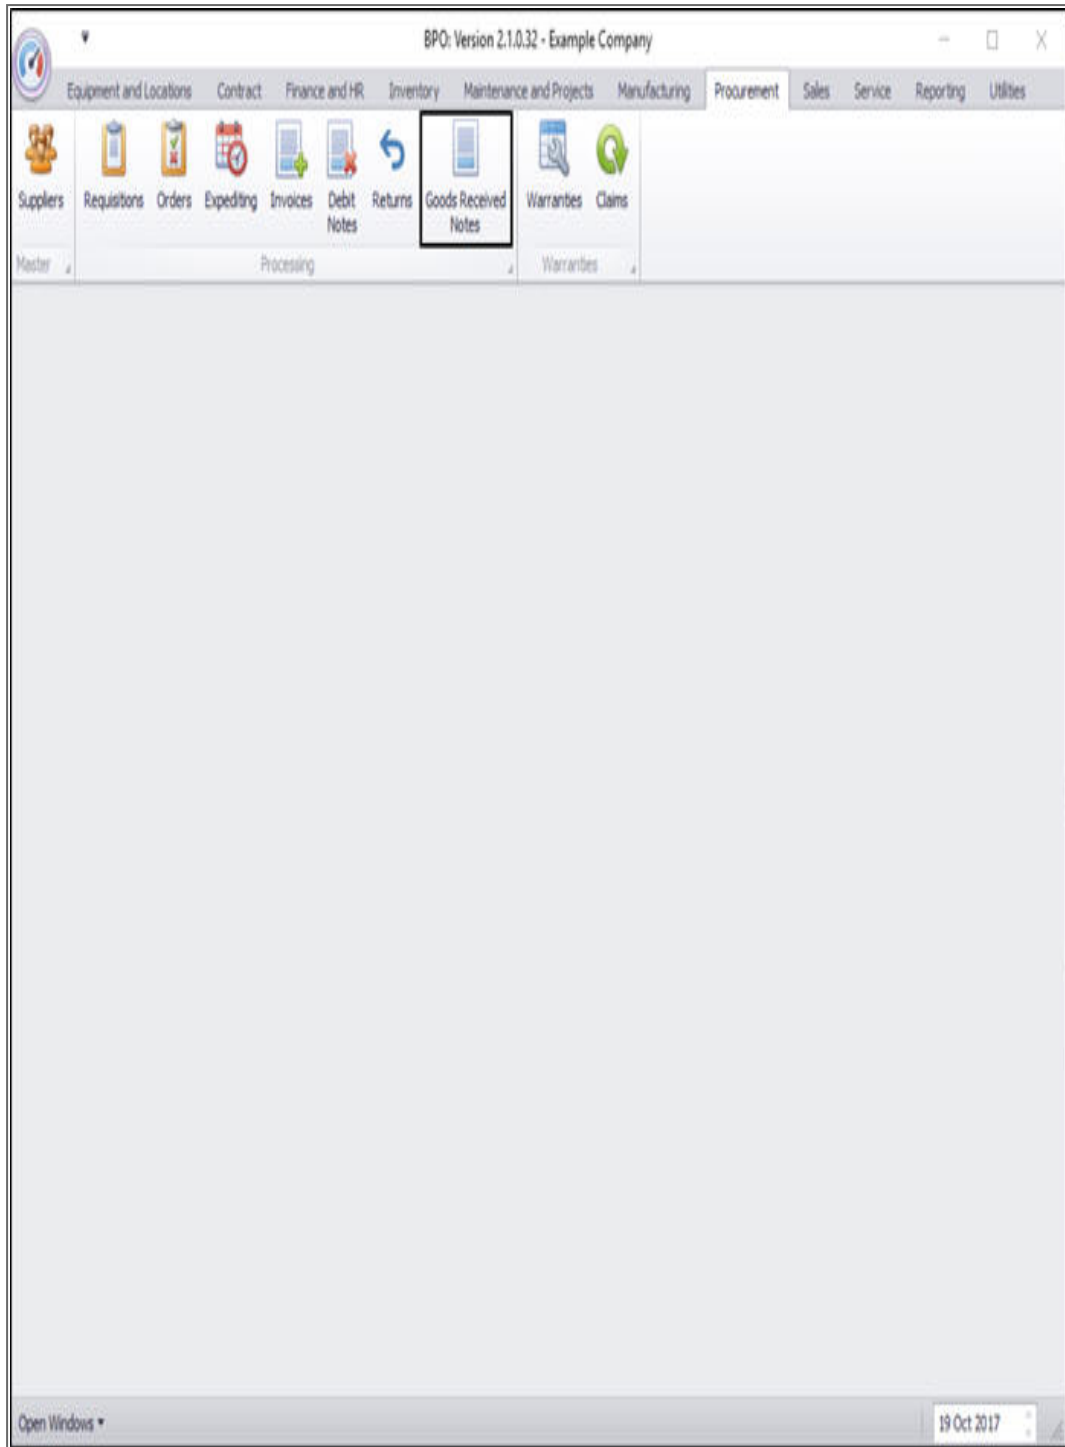 BPO: Version 2.1.0.32 - Example Company
Equipment and Locations Contract Finance and HR Inventory Maintenance and Projects Manufacturing Procurement Sales Service Reporting Utilities
Suppliers Requisitions Orders Expediting Invoices Debit Returns Goods Received Warranties Claims
Notes Notes
Master Processing Warranties
Open Windows 19 Oct 2017